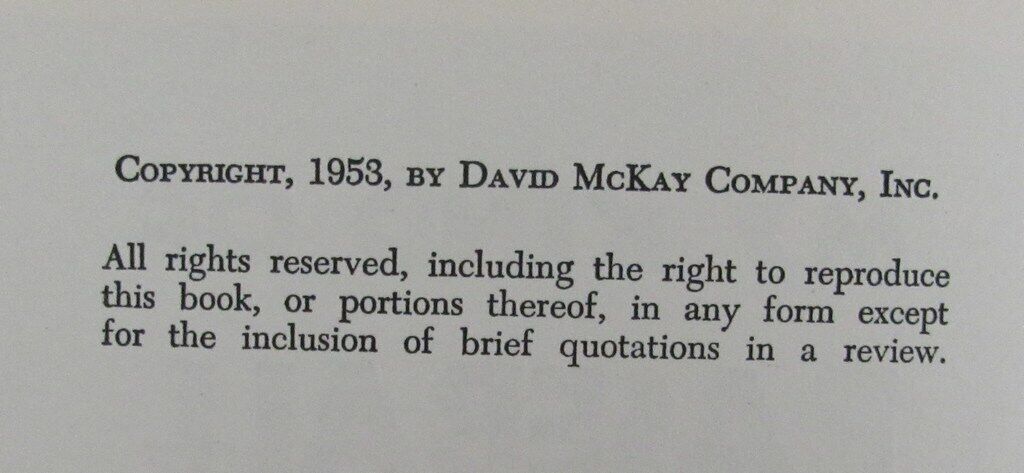 Copyright, 1953, by David McKay Company, Inc.
All rights reserved, including the right to reproduce
this book, or portions thereof, in any form except
for the inclusion of brief quotations in a review.